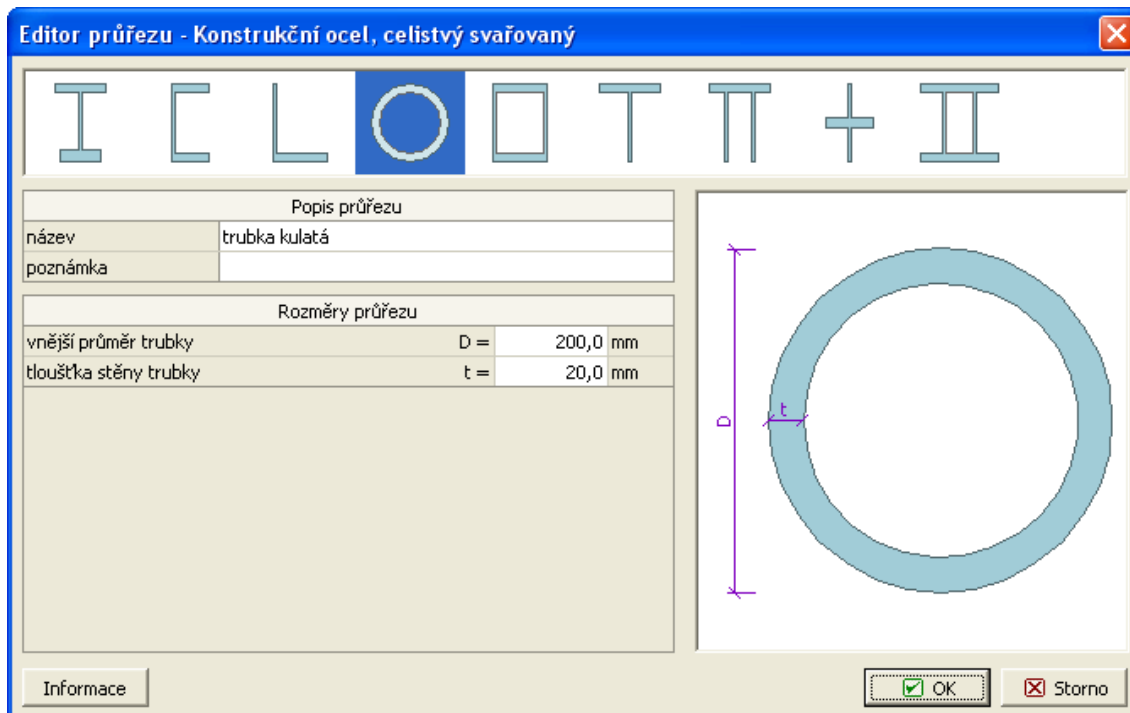 Editor průřezu - Konstrukční ocel, celistvý svařovaný
Popis průřezu
název trubka kulatá
poznámka
Rozměry průřezu
vnější průměr trubky D = 200,0 mm
tloušťka stěny trubky t = 20,0 mm
D
t
Informace
OK
Storno